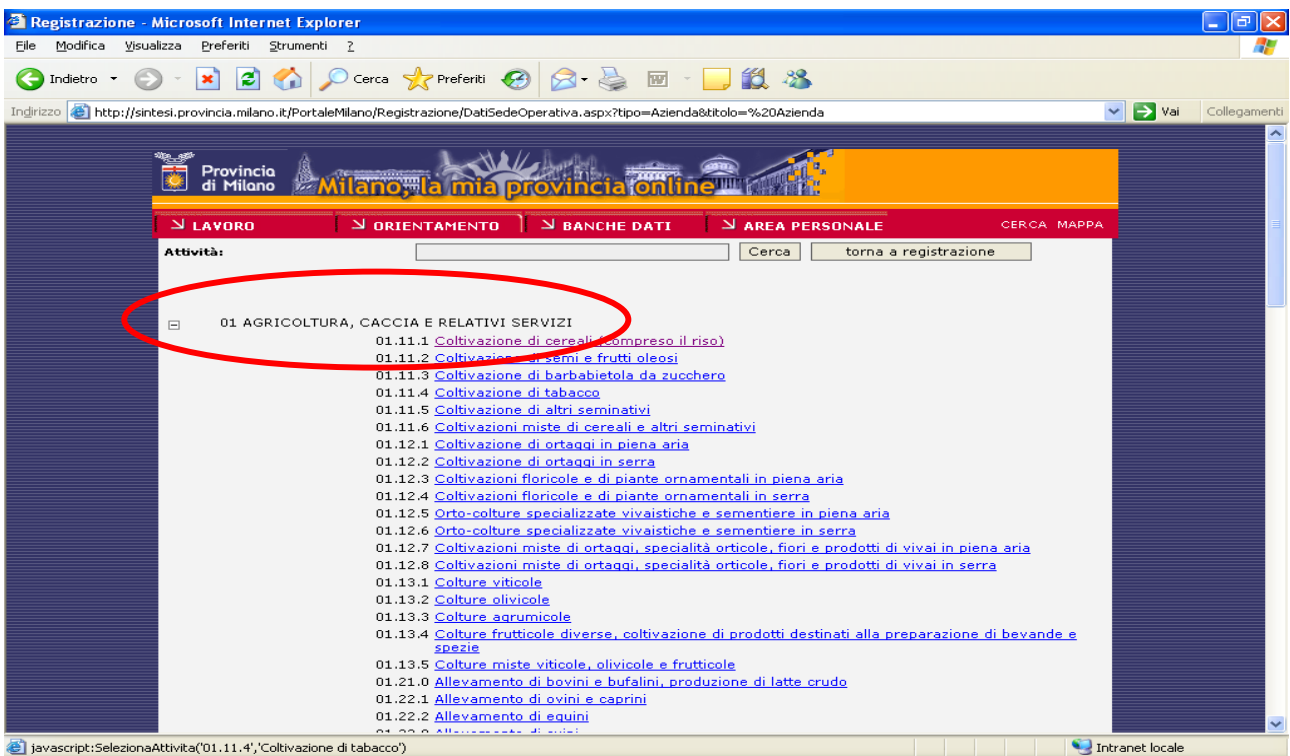 Registrazione - Microsoft Internet Explorer
File Modifica Visualizza Preferiti Strumenti ?
Indietro Cerca Preferiti
Indirizzo http://sintesi.provincia.milano.it/PortaleMilano/Registrazione/DatiSedeOperativa.aspx?tipo=Azienda&titolo=%20Azienda Vai Collegamenti
Provincia
di Milano
Milano, la mia provincia online
LAVORO ORIENTAMENTO BANCHE DATI AREA PERSONALE CERCA MAPPA
Attività: Cerca torna a registrazione
01 AGRICOLTURA, CACCIA E RELATIVI SERVIZI
01.11.1 Coltivazione di cereali (compreso il riso)
01.11.2 Coltivazione di semi e frutti oleosi
01.11.3 Coltivazione di barbabietola da zucchero
01.11.4 Coltivazione di tabacco
01.11.5 Coltivazione di altri seminativi
01.11.6 Coltivazioni miste di cereali e altri seminativi
01.12.1 Coltivazione di ortaggi in piena aria
01.12.2 Coltivazione di ortaggi in serra
01.12.3 Coltivazioni floricole e di piante ornamentali in piena aria
01.12.4 Coltivazioni floricole e di piante ornamentali in serra
01.12.5 Orto-colture specializzate vivaistiche e sementiere in piena aria
01.12.6 Orto-colture specializzate vivaistiche e sementiere in serra
01.12.7 Coltivazioni miste di ortaggi, specialità orticole, fiori e prodotti di vivai in piena aria
01.12.8 Coltivazioni miste di ortaggi, specialità orticole, fiori e prodotti di vivai in serra
01.13.1 Colture viticole
01.13.2 Colture olivicole
01.13.3 Colture agrumicole
01.13.4 Colture frutticole diverse, coltivazione di prodotti destinati alla preparazione di bevande e
spezie
01.13.5 Colture miste viticole, olivicole e frutticole
01.21.0 Allevamento di bovini e bufalini, produzione di latte crudo
01.22.1 Allevamento di ovini e caprini
01.22.2 Allevamento di equini
javascript:SelezionaAttivita('01.11.4','Coltivazione di tabacco') Intranet locale